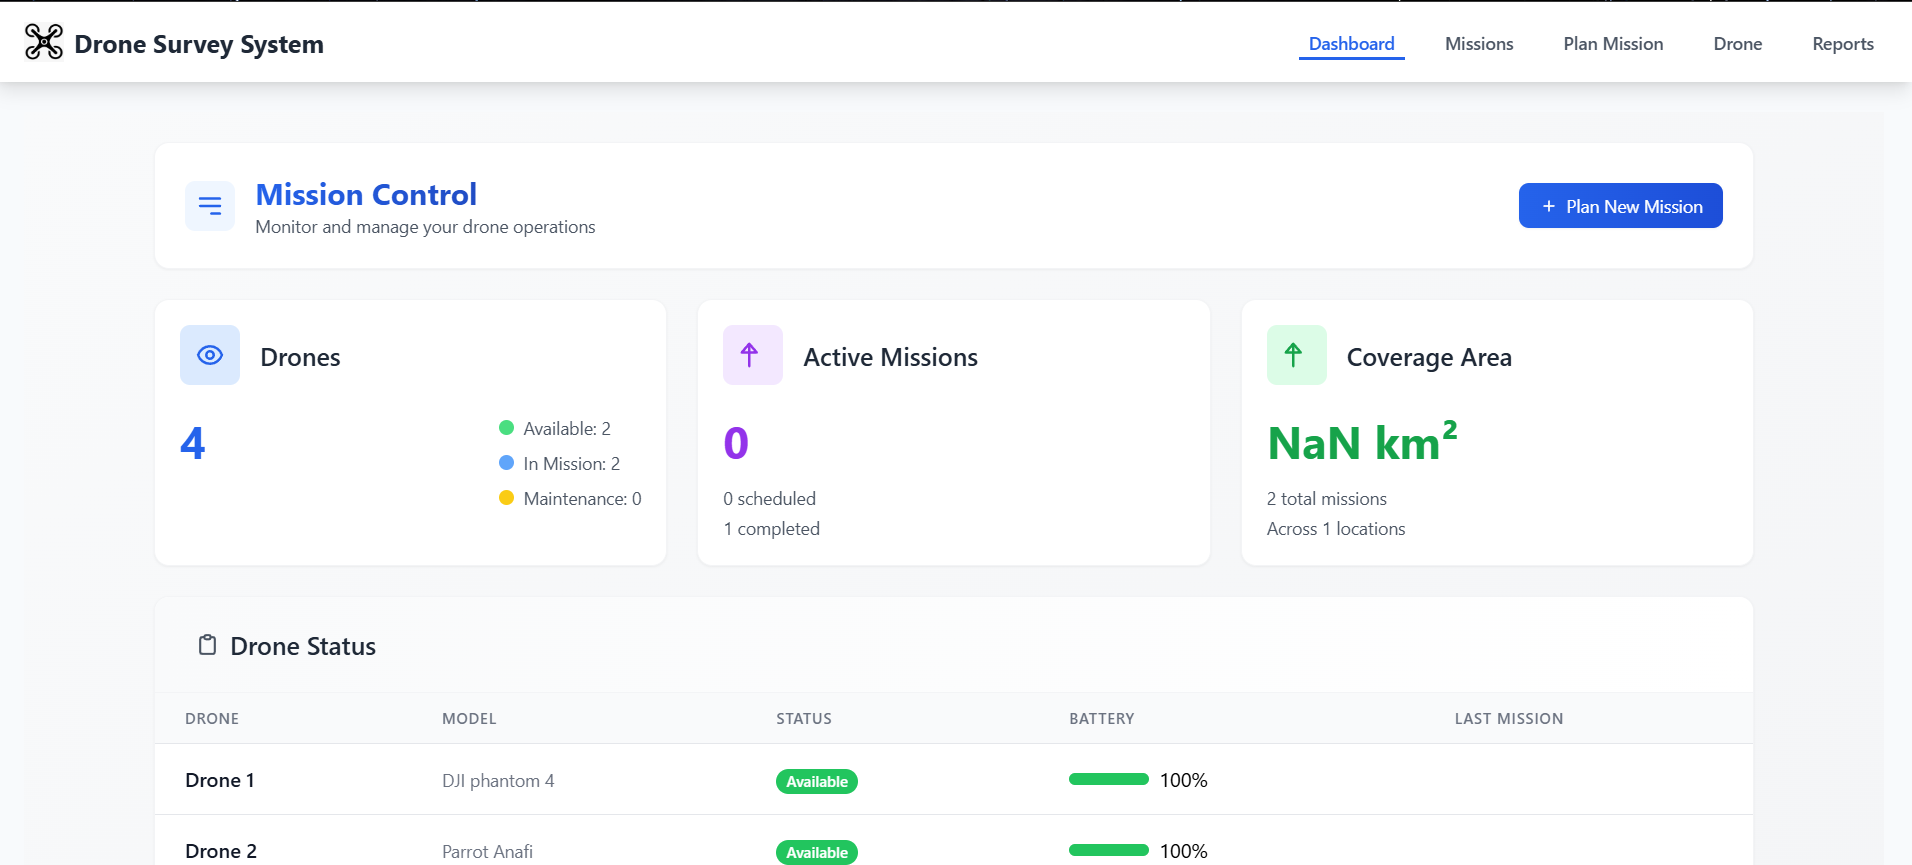 Drone Survey System
Dashboard Missions Plan Mission Drone Reports
Mission Control
Monitor and manage your drone operations
+ Plan New Mission
Drones
4
Available: 2
In Mission: 2
Maintenance: 0
Active Missions
0
0 scheduled
1 completed
Coverage Area
NaN km²
2 total missions
Across 1 locations
Drone Status
DRONE MODEL STATUS BATTERY LAST MISSION
Drone 1 DJI phantom 4 Available 100%
Drone 2 Parrot Anafi Available 100%